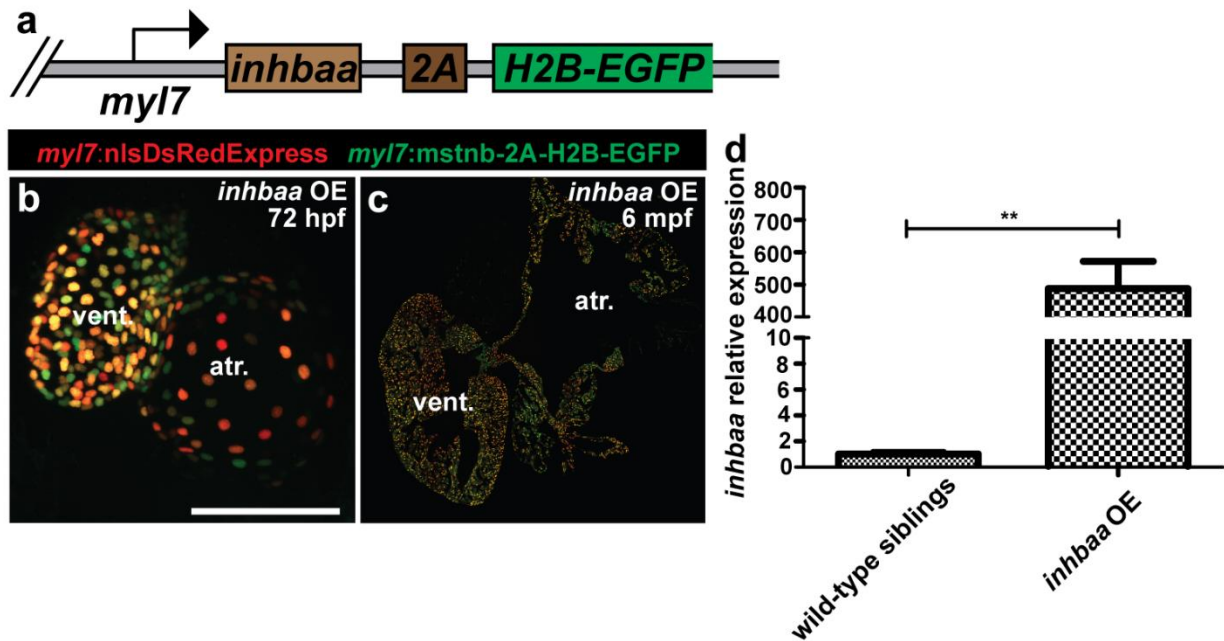 a
inhbaa 2A H2B-EGFP
myl7
myl7:nlsDsRedExpress myl7:mstnb-2A-H2B-EGFP
b
inhbaa OE
72 hpf
vent.
atr.
c
inhbaa OE
6 mpf
atr.
vent.
d
inhbaa relative expression
800
700
600
500
400
10
8
6
4
2
0
**
wild-type siblings
inhbaa OE